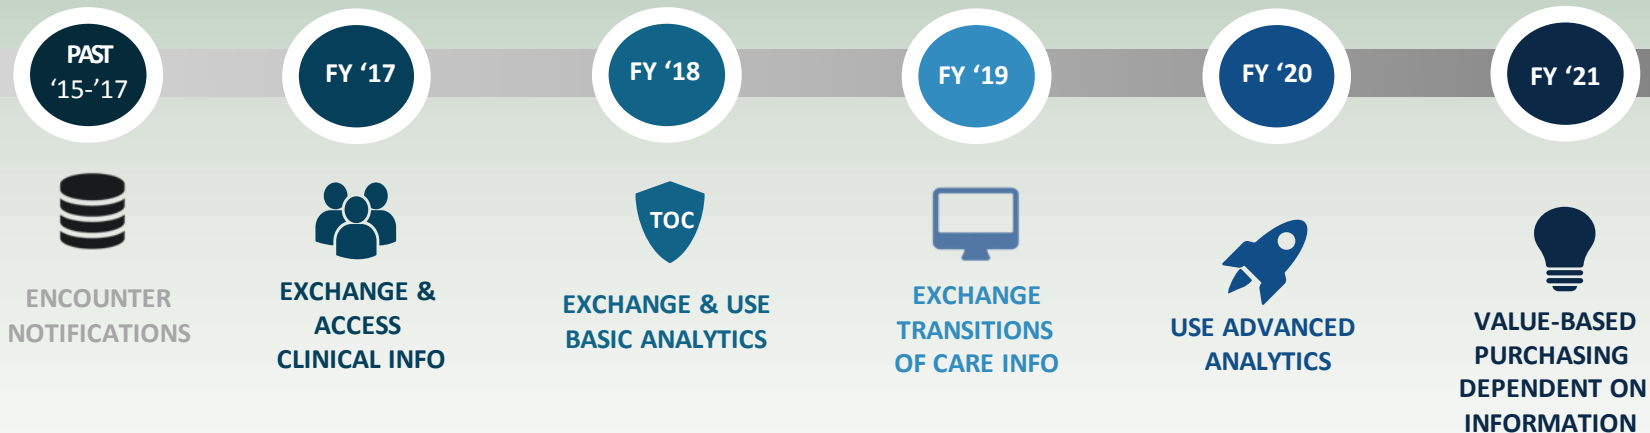 PAST
‘15-’17
FY ‘17
FY ‘18
FY ‘19
FY ‘20
FY ‘21
ENCOUNTER
NOTIFICATIONS
EXCHANGE &
ACCESS
CLINICAL INFO
TOC
EXCHANGE & USE
BASIC ANALYTICS
EXCHANGE
TRANSITIONS
OF CARE INFO
USE ADVANCED
ANALYTICS
VALUE-BASED
PURCHASING
DEPENDENT ON
INFORMATION